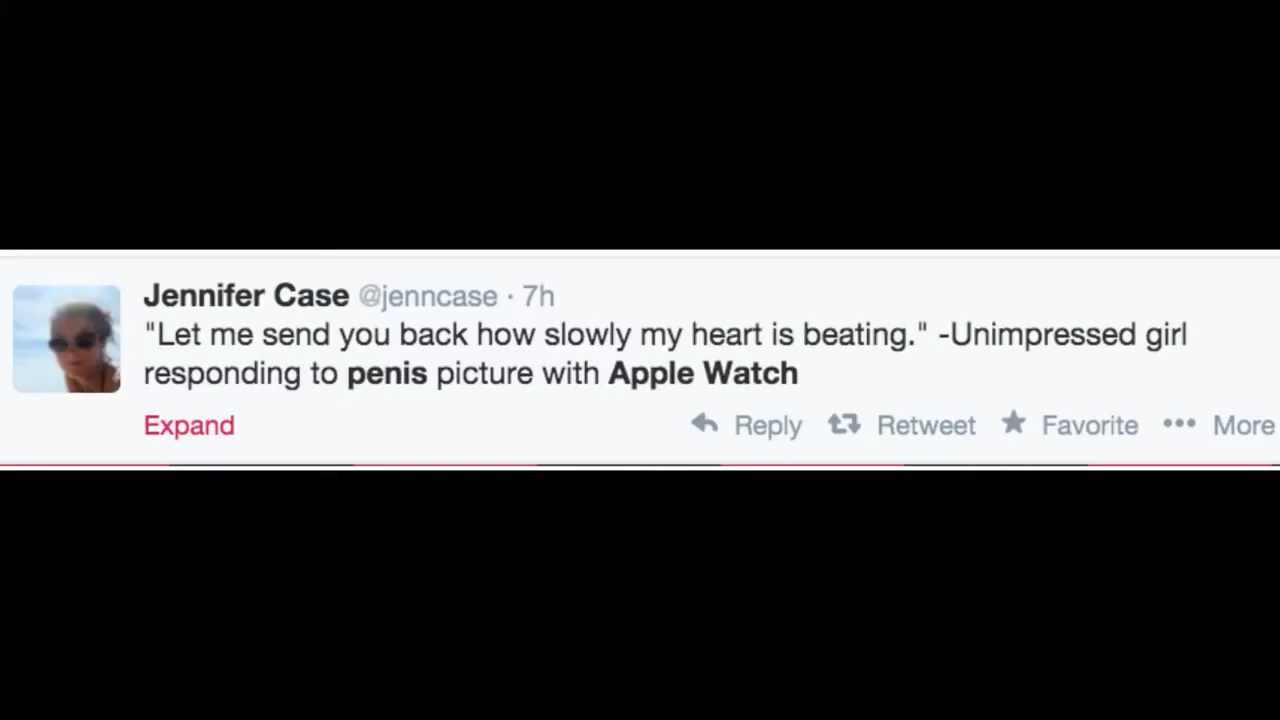 Jennifer Case @jenncase · 7h
"Let me send you back how slowly my heart is beating." -Unimpressed girl
responding to penis picture with Apple Watch
Expand Reply Retweet Favorite More